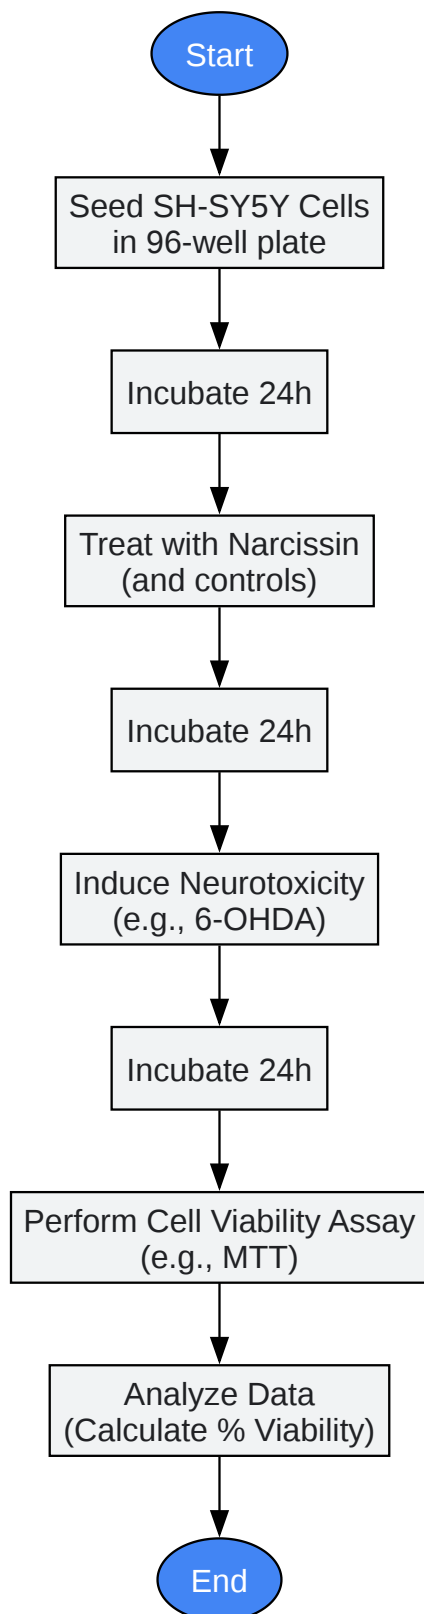 Start
Seed SH-SY5Y Cells
in 96-well plate
Incubate 24h
Treat with Narcissin
(and controls)
Incubate 24h
Induce Neurotoxicity
(e.g., 6-OHDA)
Incubate 24h
Perform Cell Viability Assay
(e.g., MTT)
Analyze Data
(Calculate % Viability)
End